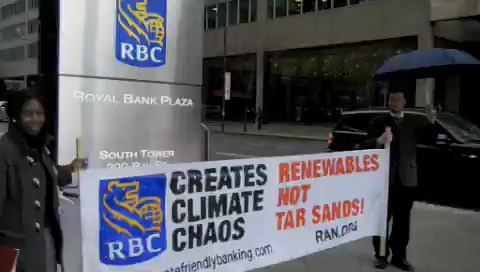 RBC
ROYAL BANK PLAZA
SOUTH TOWER
RBC
CREATES
CLIMATE
CHAOS
RENEWABLES
NOT
TAR SANDS!
RAN.ORG